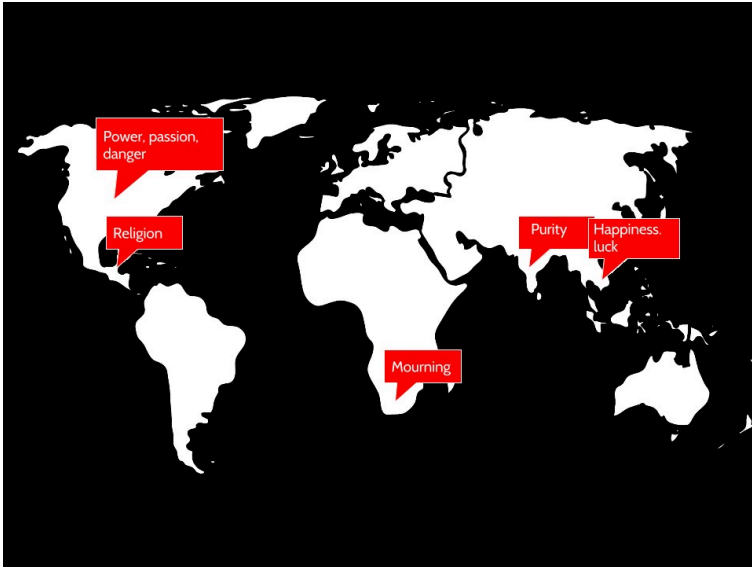 Power, passion,
danger
Religion
Purity
Happiness.
luck
Mourning